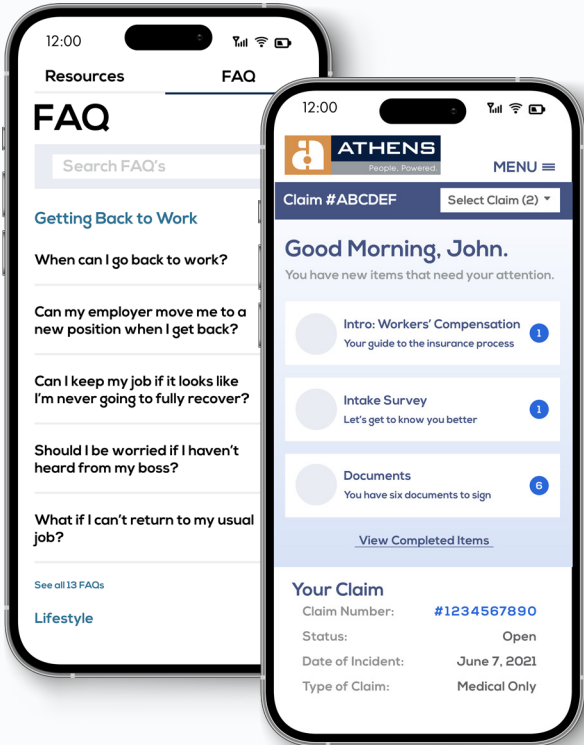 12:00
Resources
FAQ
FAQ
Search FAQ's
Getting Back to Work
When can I go back to work?
Can my employer move me to a
new position when I get back?
Can I keep my job if it looks like
I'm never going to fully recover?
Should I be worried if I haven't
heard from my boss?
What if I can't return to my usual
job?
See all 13 FAQs
Lifestyle
12:00
a
ATHENS
People. Powered.
MENU
Claim #ABCDEF
Select Claim (2)
Good Morning, John.
You have new items that need your attention.
Intro: Workers' Compensation
Your guide to the insurance process
1
Intake Survey
Let's get to know you better
1
Documents
You have six documents to sign
6
View Completed Items
Your Claim
Claim Number: #1234567890
Status: Open
Date of Incident: June 7, 2021
Type of Claim: Medical Only